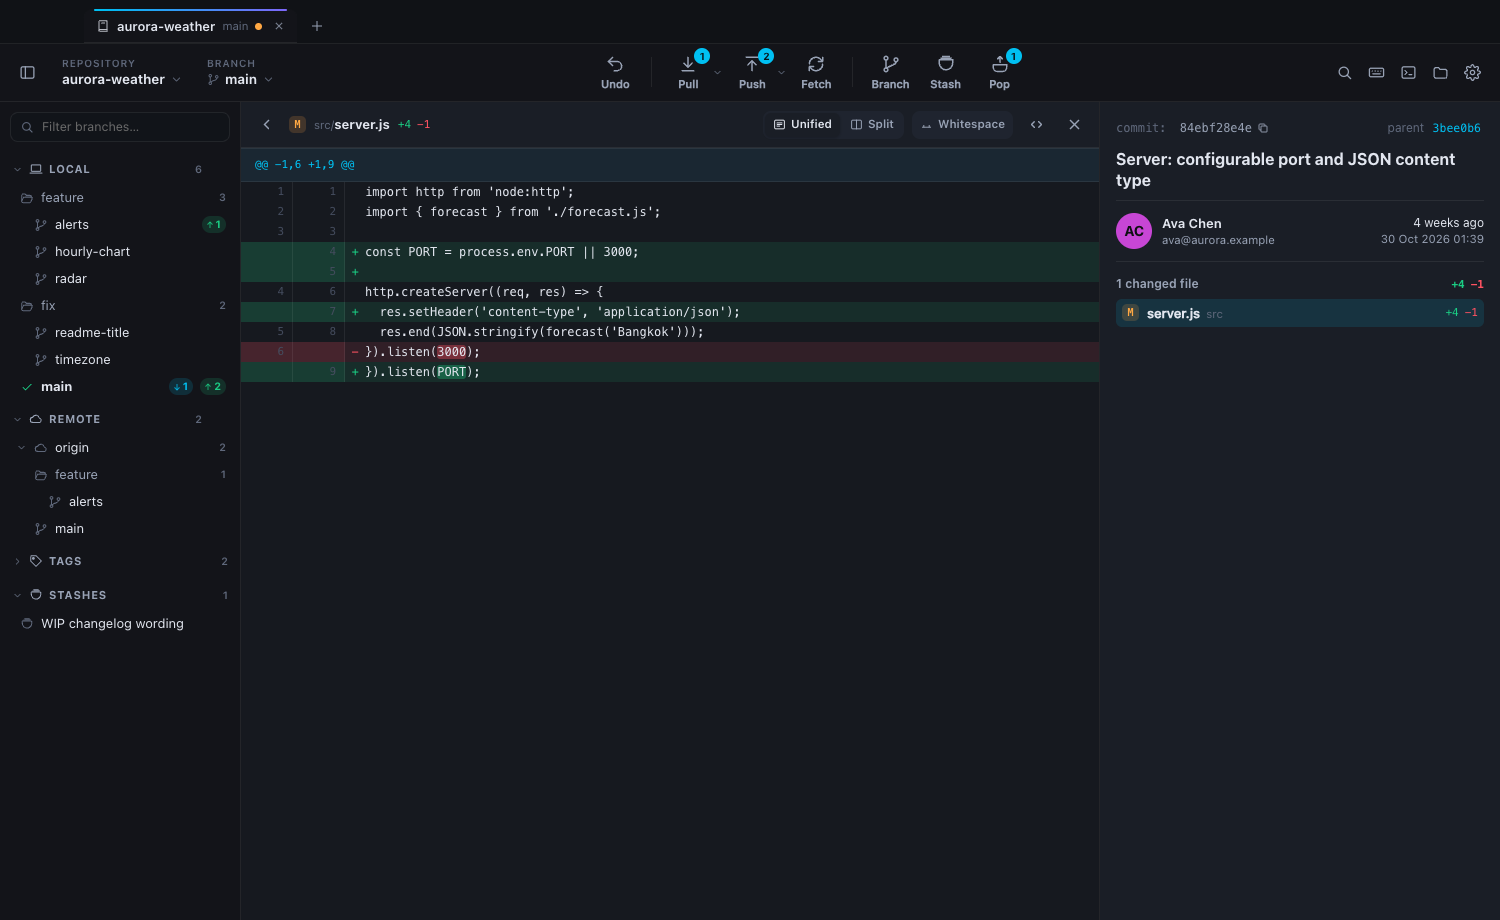 aurora-weather main
REPOSITORY
aurora-weather
BRANCH
main
Undo
Pull 1
Push 2
Fetch
Branch
Stash
Pop 1
Filter branches...
LOCAL 6
feature 3
alerts ↑1
hourly-chart
radar
fix 2
readme-title
timezone
main ↓1 ↑2
REMOTE 2
origin 2
feature 1
alerts
main
TAGS 2
STASHES 1
WIP changelog wording
M src/server.js +4 −1
Unified Split Whitespace
@@ −1,6 +1,9 @@
1 1 import http from 'node:http';
2 2 import { forecast } from './forecast.js';
3 3
4 + const PORT = process.env.PORT || 3000;
5 +
4 6 http.createServer((req, res) => {
7 + res.setHeader('content-type', 'application/json');
5 8 res.end(JSON.stringify(forecast('Bangkok')));
6 − }).listen(3000);
9 + }).listen(PORT);
commit: 84ebf28e4e parent 3bee0b6
Server: configurable port and JSON content
type
AC Ava Chen 4 weeks ago
ava@aurora.example 30 Oct 2026 01:39
1 changed file +4 −1
M server.js src +4 −1